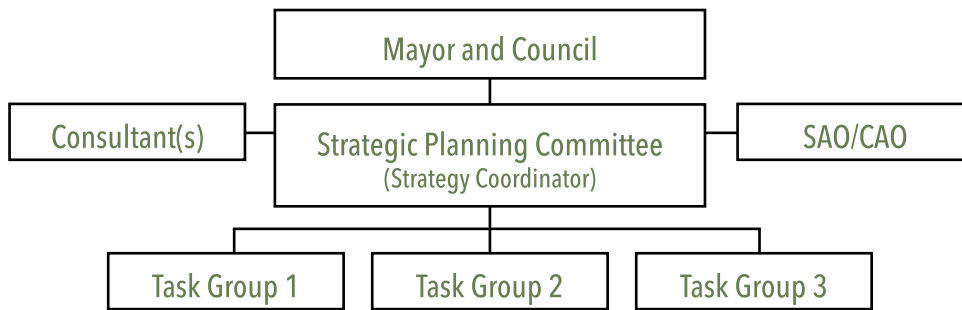 Mayor and Council
Consultant(s)
Strategic Planning Committee
(Strategy Coordinator)
SAO/CAO
Task Group 1
Task Group 2
Task Group 3